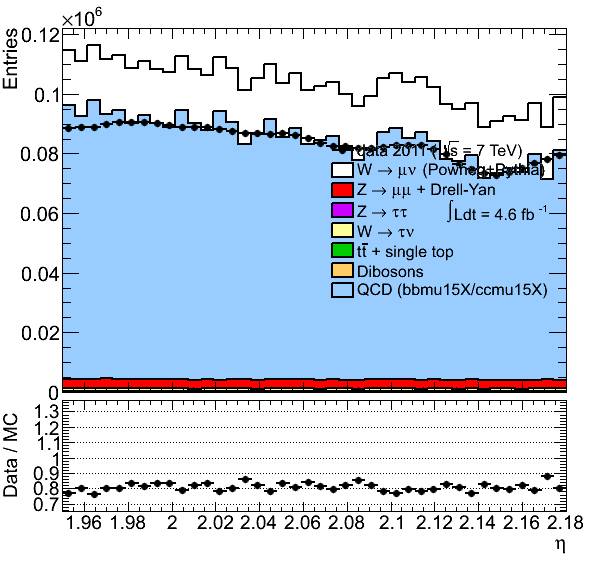 ×10⁶
Entries
0.12
0.1
0.08
0.06
0.04
0.02
0
data 2011 (√s = 7 TeV)
W → μν (Powheg+Pythia)
Z → μμ + Drell-Yan
Z → ττ
∫Ldt = 4.6 fb⁻¹
W → τν
tt̄ + single top
Dibosons
QCD (bbmu15X/ccmu15X)
Data / MC
1.3
1.2
1.1
1
0.9
0.8
0.7
1.96 1.98 2 2.02 2.04 2.06 2.08 2.1 2.12 2.14 2.16 2.18
η